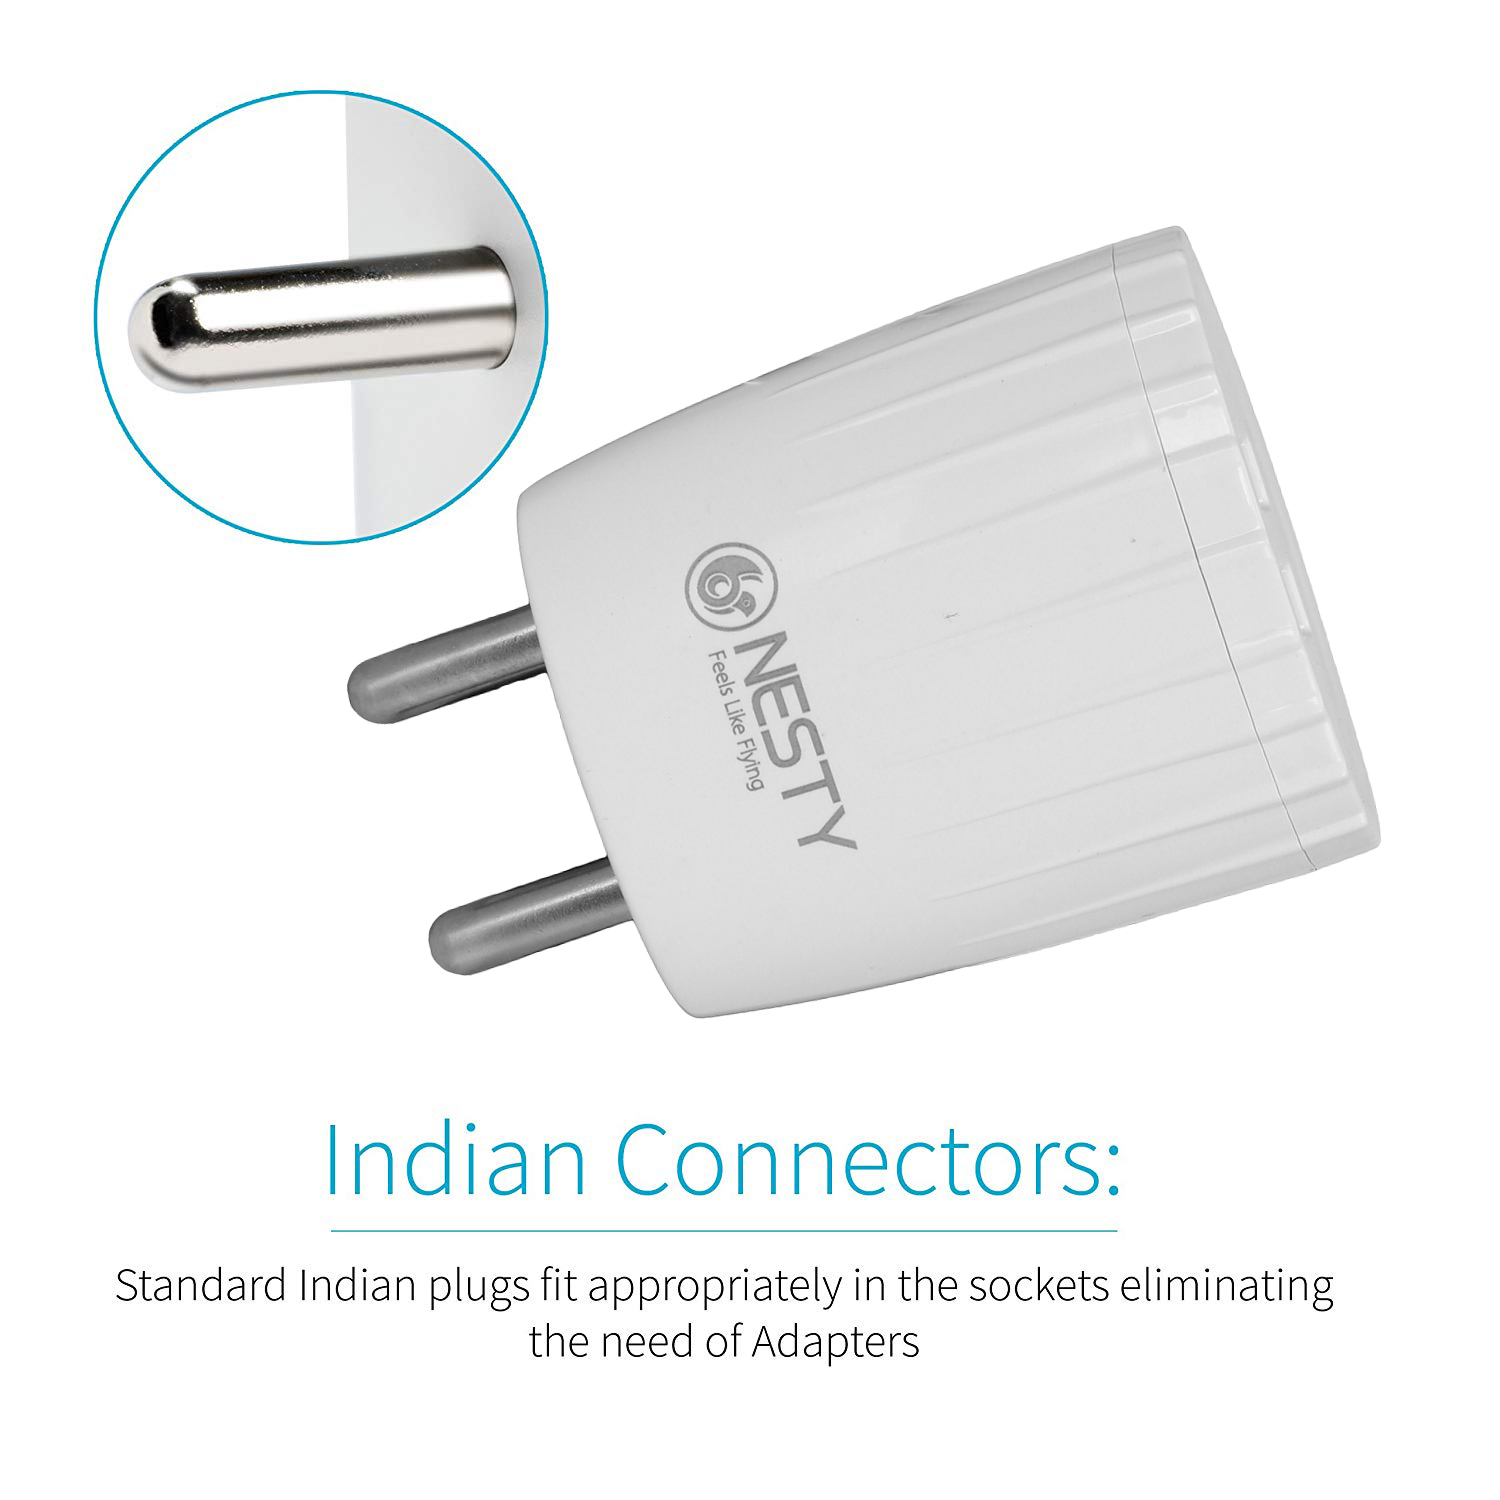 NESTY
Feels Like Flying
Indian Connectors:
Standard Indian plugs fit appropriately in the sockets eliminating
the need of Adapters